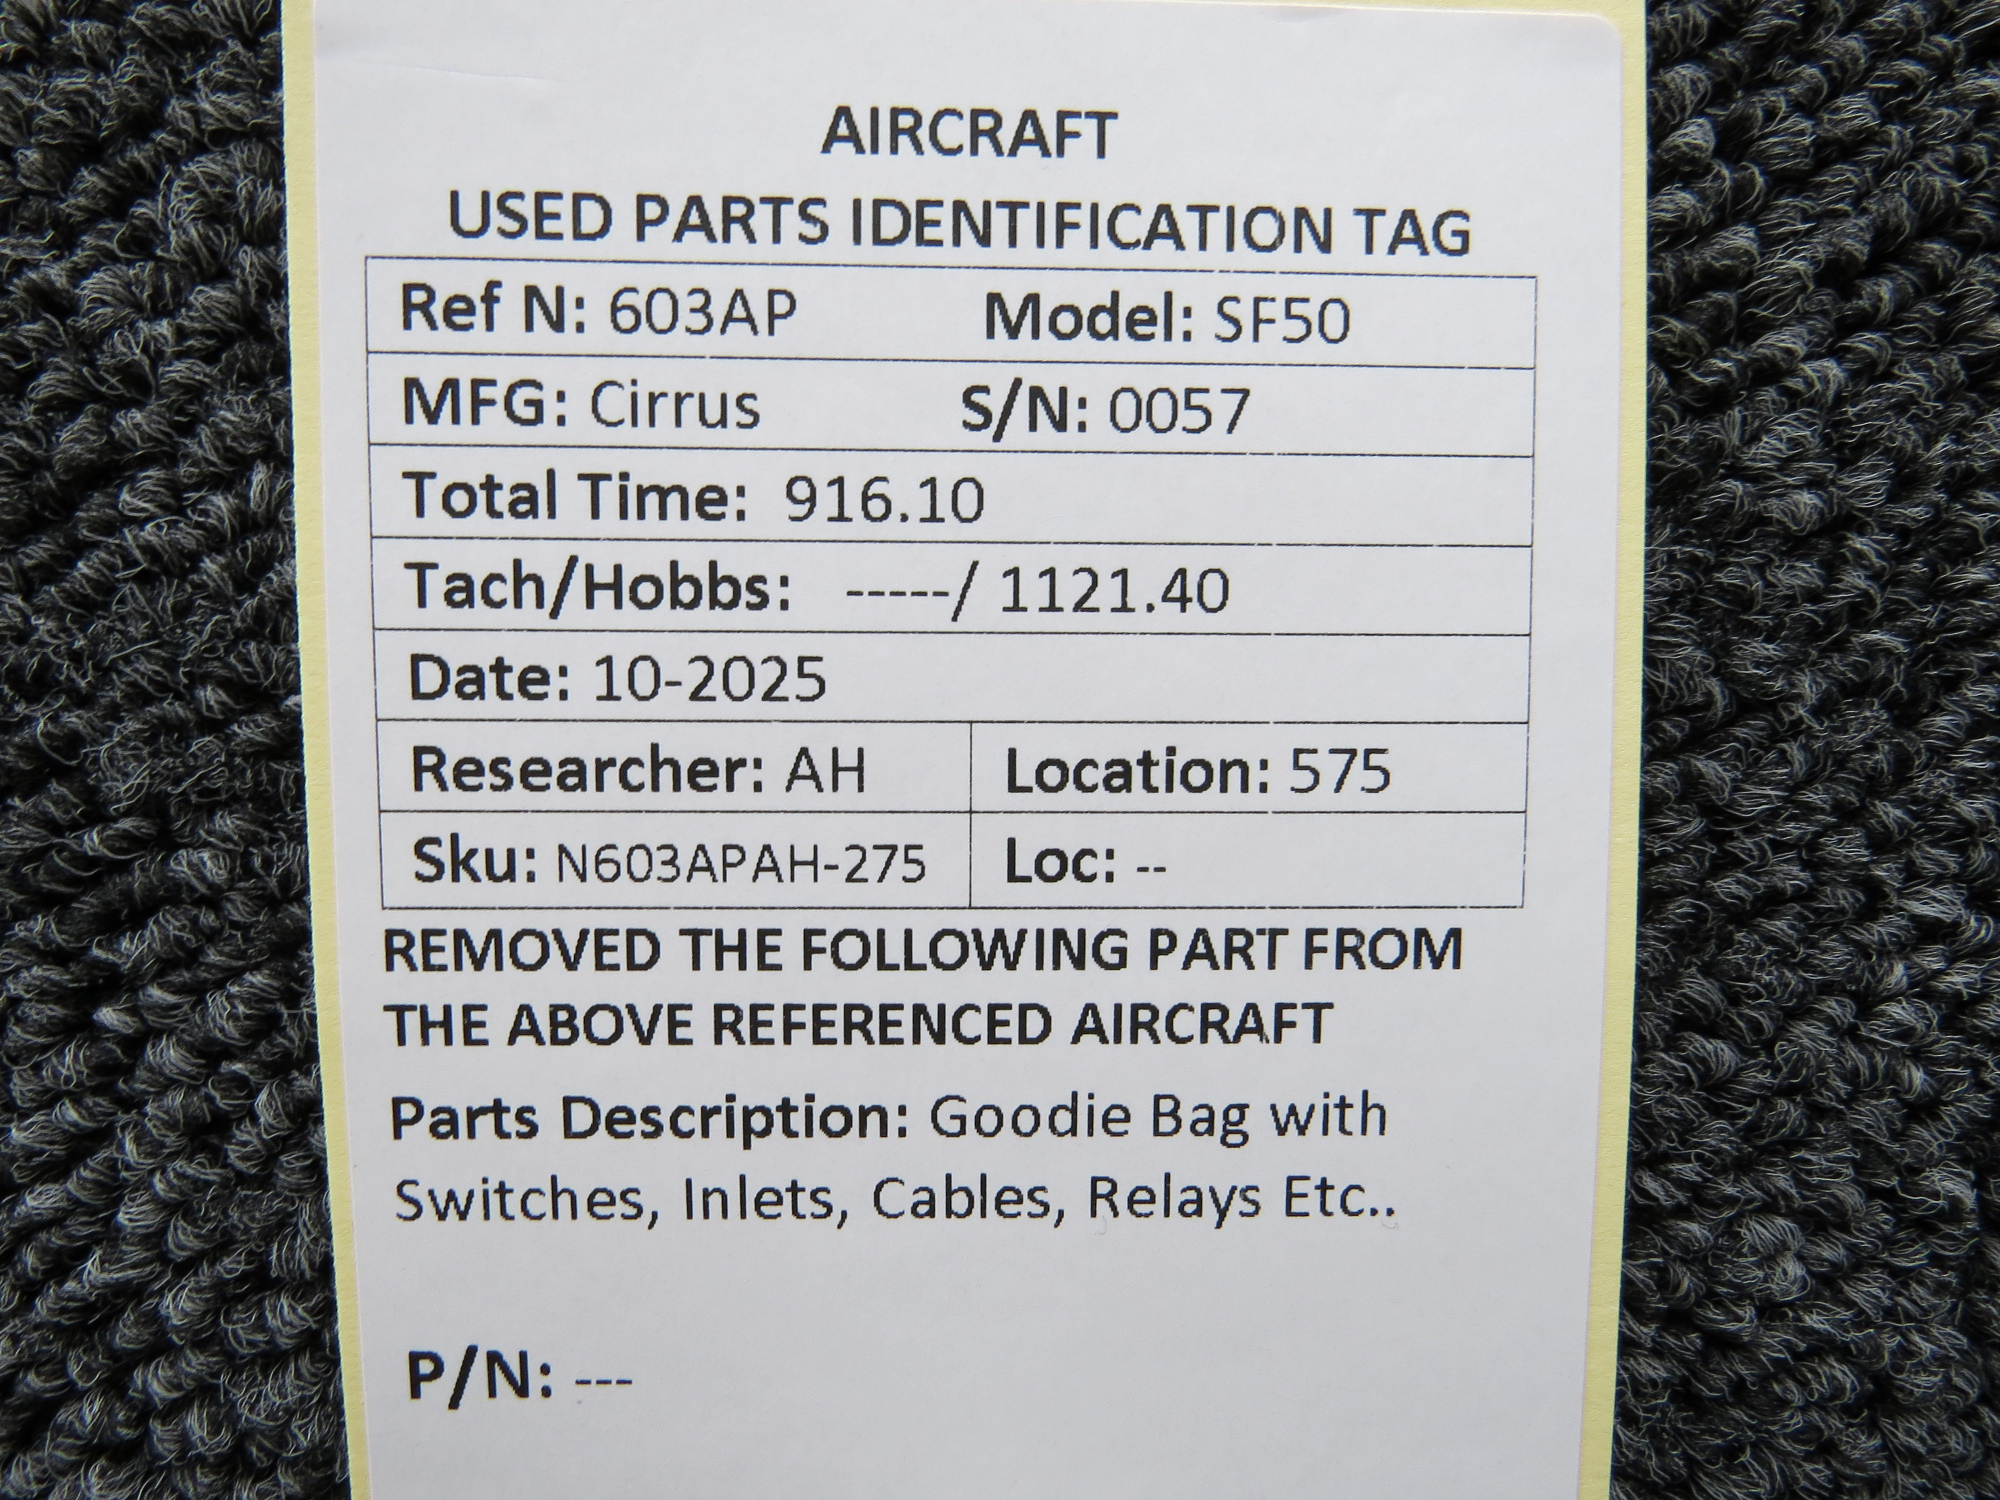 AIRCRAFT
USED PARTS IDENTIFICATION TAG
Ref N: 603AP Model: SF50
MFG: Cirrus S/N: 0057
Total Time: 916.10
Tach/Hobbs: -----/ 1121.40
Date: 10-2025
Researcher: AH Location: 575
Sku: N603APAH-275 Loc: --
REMOVED THE FOLLOWING PART FROM
THE ABOVE REFERENCED AIRCRAFT
Parts Description: Goodie Bag with
Switches, Inlets, Cables, Relays Etc..
P/N: ---